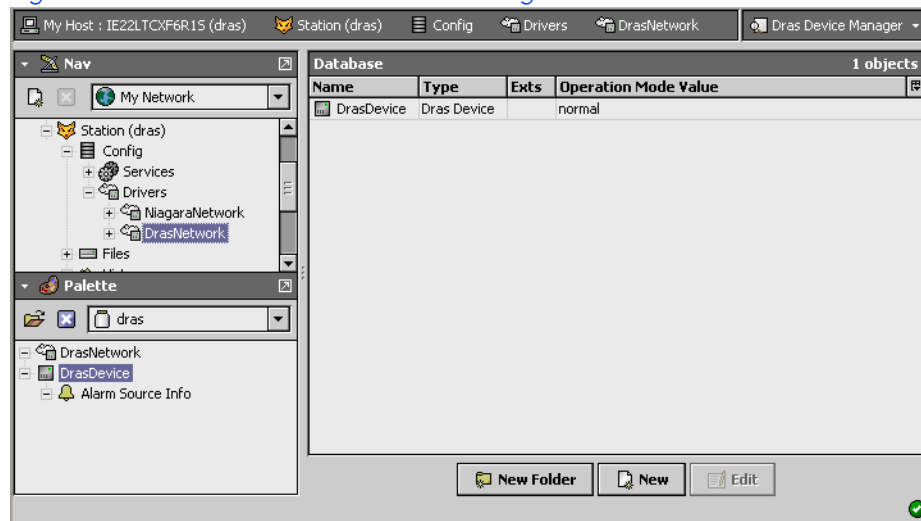 My Host : IE22LTCXF6R1S (dras) Station (dras) Config Drivers DrasNetwork Dras Device Manager
Nav
My Network
Station (dras)
Config
Services
Drivers
NiagaraNetwork
DrasNetwork
Files
Palette
dras
DrasNetwork
DrasDevice
Alarm Source Info
Database 1 objects
Name Type Exts Operation Mode Value
DrasDevice Dras Device normal
New Folder New Edit